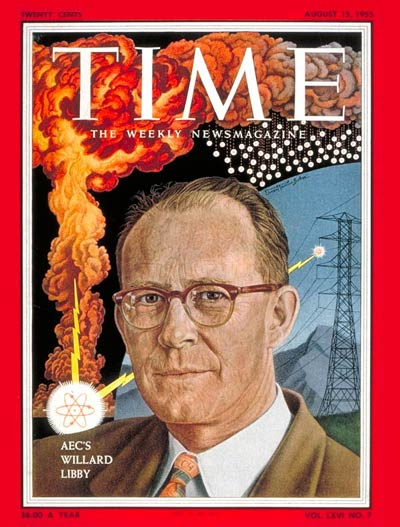 TWENTY CENTS
AUGUST 15, 1955
TIME
THE WEEKLY NEWSMAGAZINE
AEC'S
WILLARD
LIBBY
$6.00 A YEAR
VOL. LXVI NO. 7